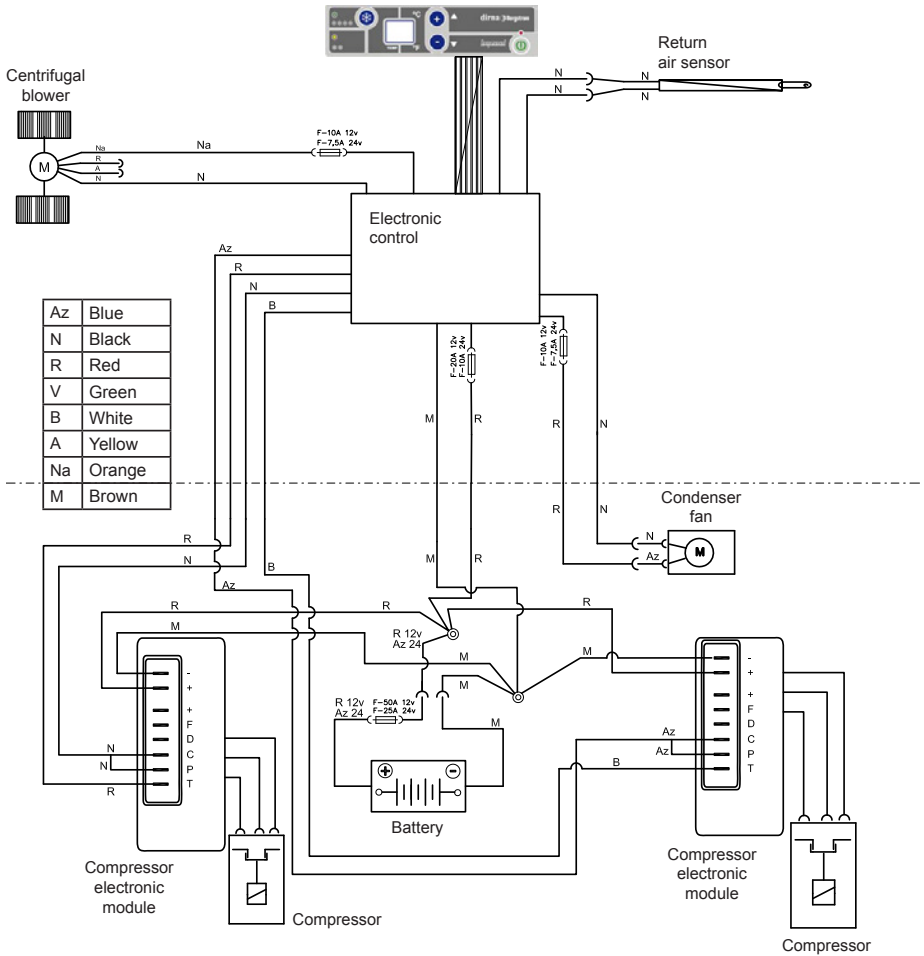 °C
°F
dirna Bergstrom
Return
air sensor
Centrifugal
blower
N
N
N
N
F-10A 12v
F-7,5A 24v
Na
Na
R
A
N
N
M
Electronic
control
Az
R
N
B
Az Blue
N Black
R Red
V Green
B White
A Yellow
Na Orange
M Brown
F-20A 12v
F-10A 24v
F-10A 12v
F-7,5A 24v
M
R
R
N
R
N
Condenser
fan
N
Az
M
R
N
B
Az
M
R
R
R
R
M
R 12v
Az 24
M
M
M
R 12v
Az 24
F-50A 12v
F-25A 24v
M
-
+
+
F
D
C
P
T
N
N
R
-
+
+
F
D
C
P
T
Az
Az
B
Battery
Compressor
electronic
module
Compressor
Compressor
electronic
module
Compressor